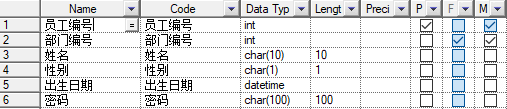 Name Code Data Typ Lengt Preci P F M
1 员工编号 = 员工编号 int
2 部门编号 部门编号 int
3 姓名 姓名 char(10) 10
4 性别 性别 char(1) 1
5 出生日期 出生日期 datetime
6 密码 密码 char(100) 100